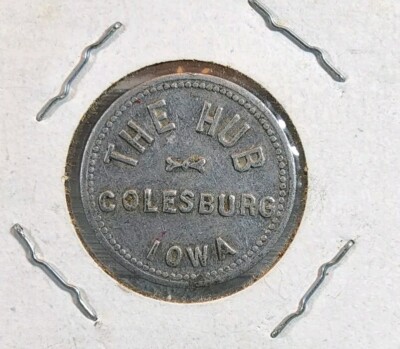 THE HUB
COLESBURG
IOWA